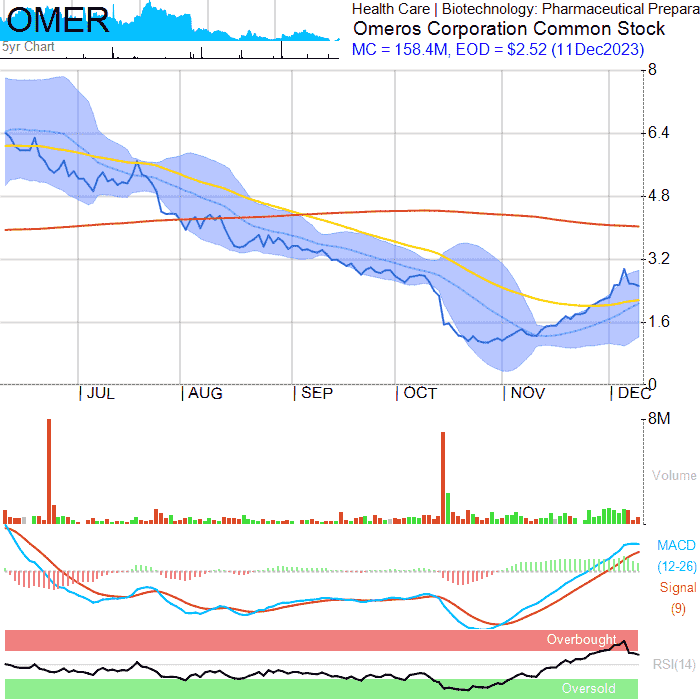 OMER
5yr Chart
Health Care | Biotechnology: Pharmaceutical Prepara
Omeros Corporation Common Stock
MC = 158.4M, EOD = $2.52 (11Dec2023)
8
6.4
4.8
3.2
1.6
0
JUL AUG SEP OCT NOV DEC
8M
Volume
MACD
(12-26)
Signal
(9)
Overbought
RSI(14)
Oversold